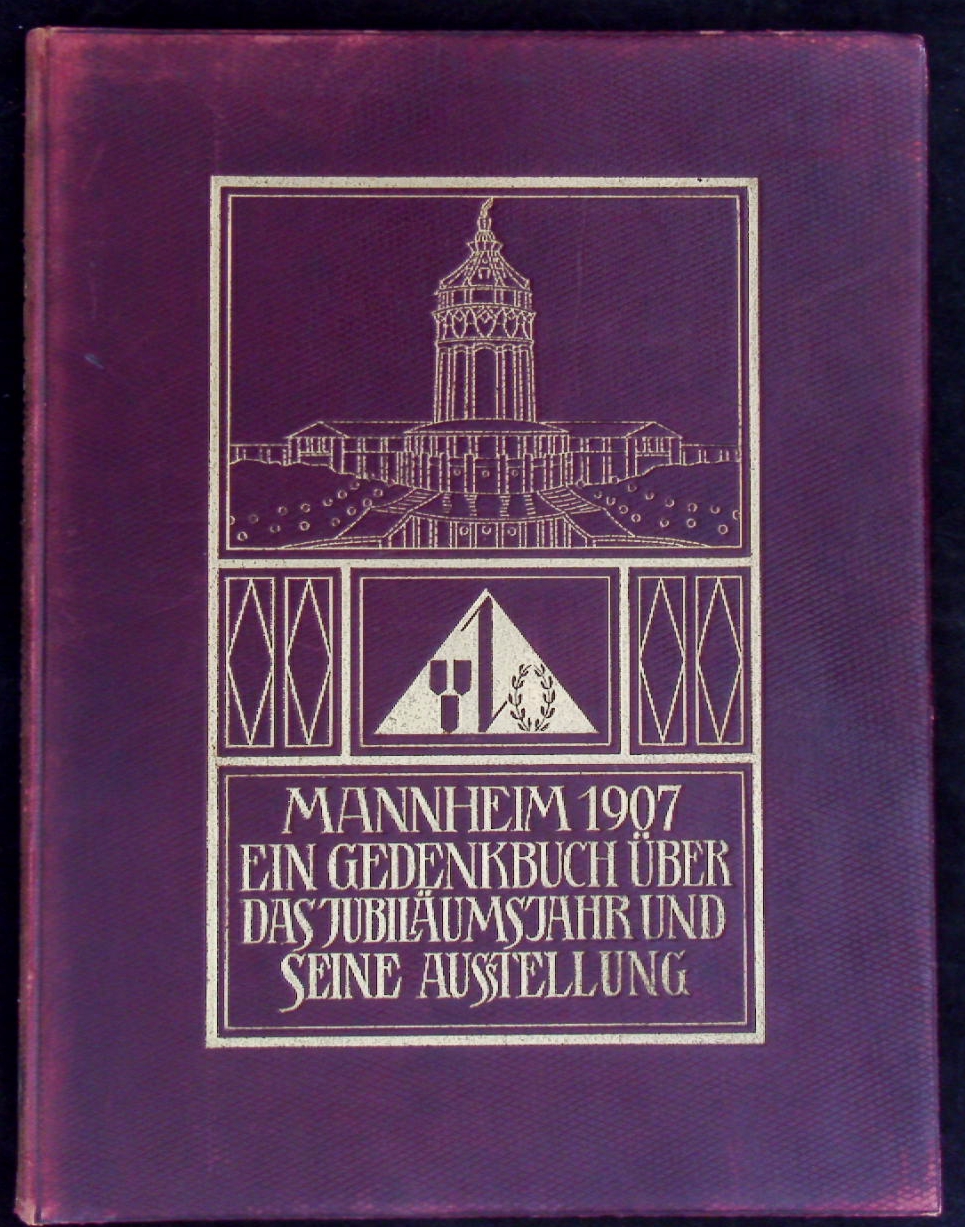 MANNHEIM 1907
EIN GEDENKBUCH ÜBER
DAS JUBILÄUMSJAHR UND
SEINE AUSSTELLUNG